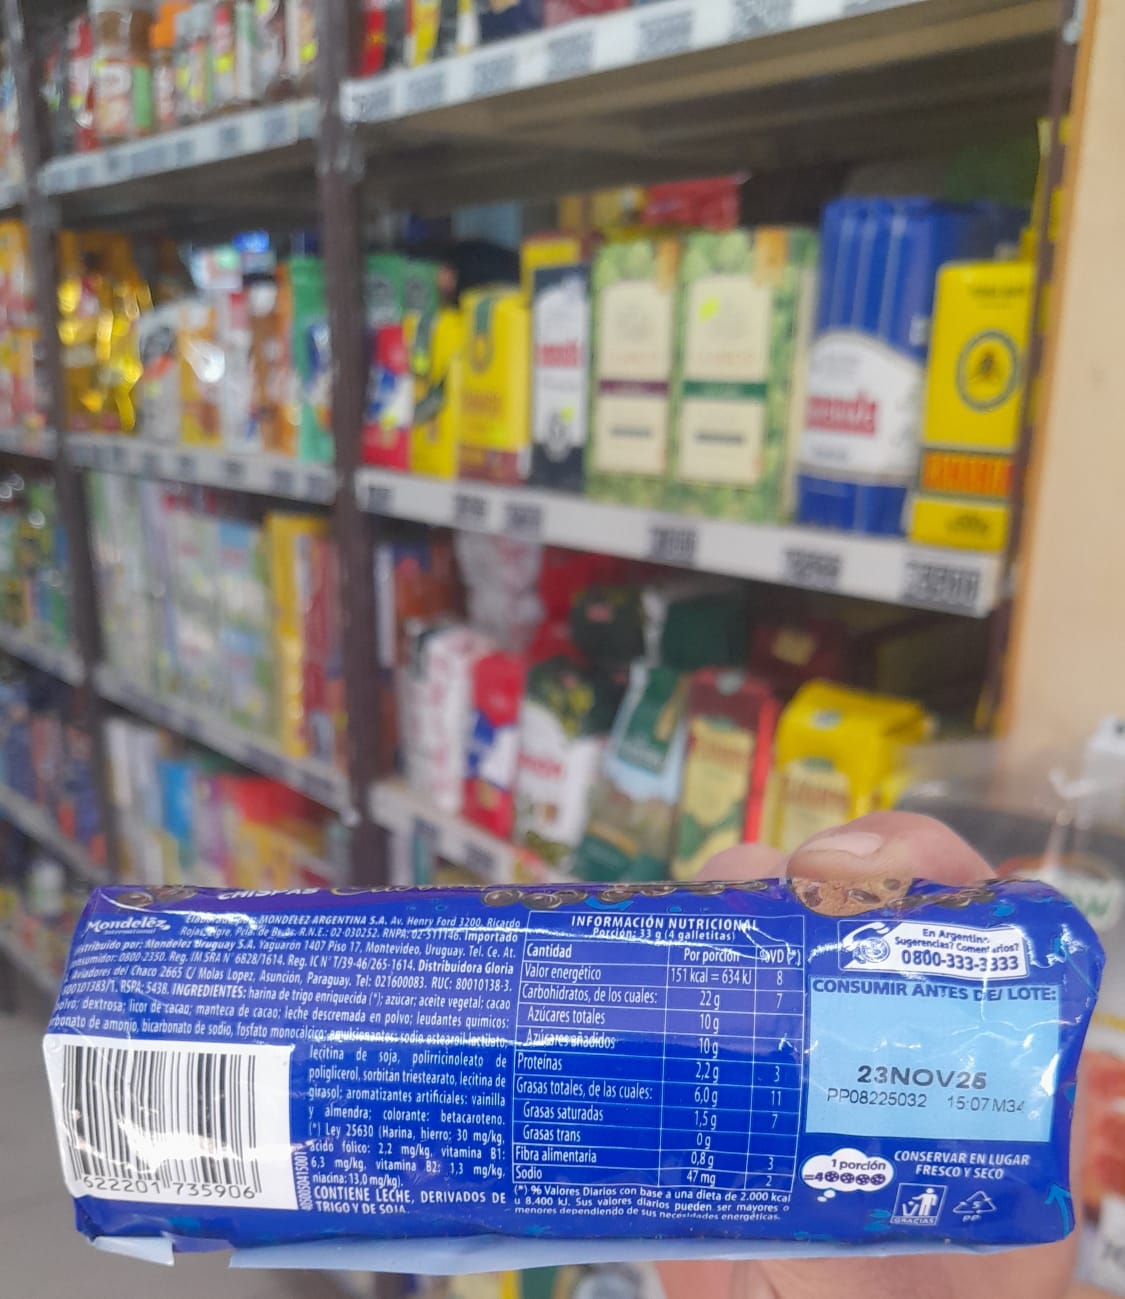 CHISPAS
Mondelēz
International
MONDELEZ ARGENTINA S.A. Av. Henry Ford 3200, Ricardo
R.N.E.: 02-030252. RNPA: 02-511146. Importado
distribuido por: Mondelez Uruguay S.A. Yaguarón 1407 Piso 17, Montevideo, Uruguay. Tel. Ce. At.
0800-2350. Reg. IM SRA N° 6828/1614. Reg. IC N° T/39-46/265-1614. Distribuidora Gloria
Aviadores del Chaco 2665 C/ Molas Lopez, Asunción, Paraguay. Tel: 021600083. RUC: 80010138-3.
RSPA: 5438. INGREDIENTES: harina de trigo enriquecida (*); azúcar; aceite vegetal; cacao
dextrosa; licor de cacao; manteca de cacao; leche descremada en polvo; leudantes químicos:
de amonio, bicarbonato de sodio, fosfato monocálcico; emulsionantes: sodio estearoil lactilato,
lecitina de soja, polirricinoleato de
poliglicerol, sorbitán triestearato, lecitina de
girasol; aromatizantes artificiales: vainilla
y almendra; colorante: betacaroteno.
(*) Ley 25630 (Harina, hierro: 30 mg/kg,
ácido fólico: 2,2 mg/kg, vitamina B1:
6,3 mg/kg, vitamina B2: 1,3 mg/kg,
niacina: 13,0 mg/kg).
CONTIENE LECHE, DERIVADOS DE
TRIGO Y DE SOJA.
622201 735906
INFORMACIÓN NUTRICIONAL
Porción: 33 g (4 galletitas)
Cantidad Por porción %VD (*)
Valor energético 151 kcal = 634 kJ 8
Carbohidratos, de los cuales: 22 g 7
Azúcares totales 10 g
Azúcares añadidos 10 g
Proteínas 2,2 g 3
Grasas totales, de las cuales: 6,0 g 11
Grasas saturadas 1,5 g 7
Grasas trans 0 g
Fibra alimentaria 0,8 g 3
Sodio 47 mg 2
(*) % Valores Diarios con base a una dieta de 2.000 kcal
u 8.400 kJ. Sus valores diarios pueden ser mayores o
menores dependiendo de sus necesidades energéticas.
En Argentina
Sugerencias? Comentarios?
0800-333-3333
CONSUMIR ANTES DE/ LOTE:
23NOV25
PP08225032 15:07 M34
1 porción
=4
CONSERVAR EN LUGAR
FRESCO Y SECO
GRACIAS
5
PP